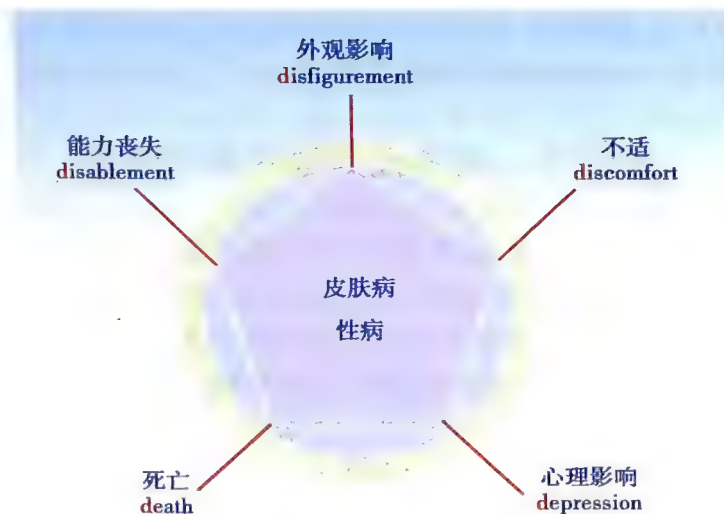 外观影响
disfigurement
能力丧失
disablement
不适
discomfort
皮肤病
性病
死亡
death
心理影响
depression